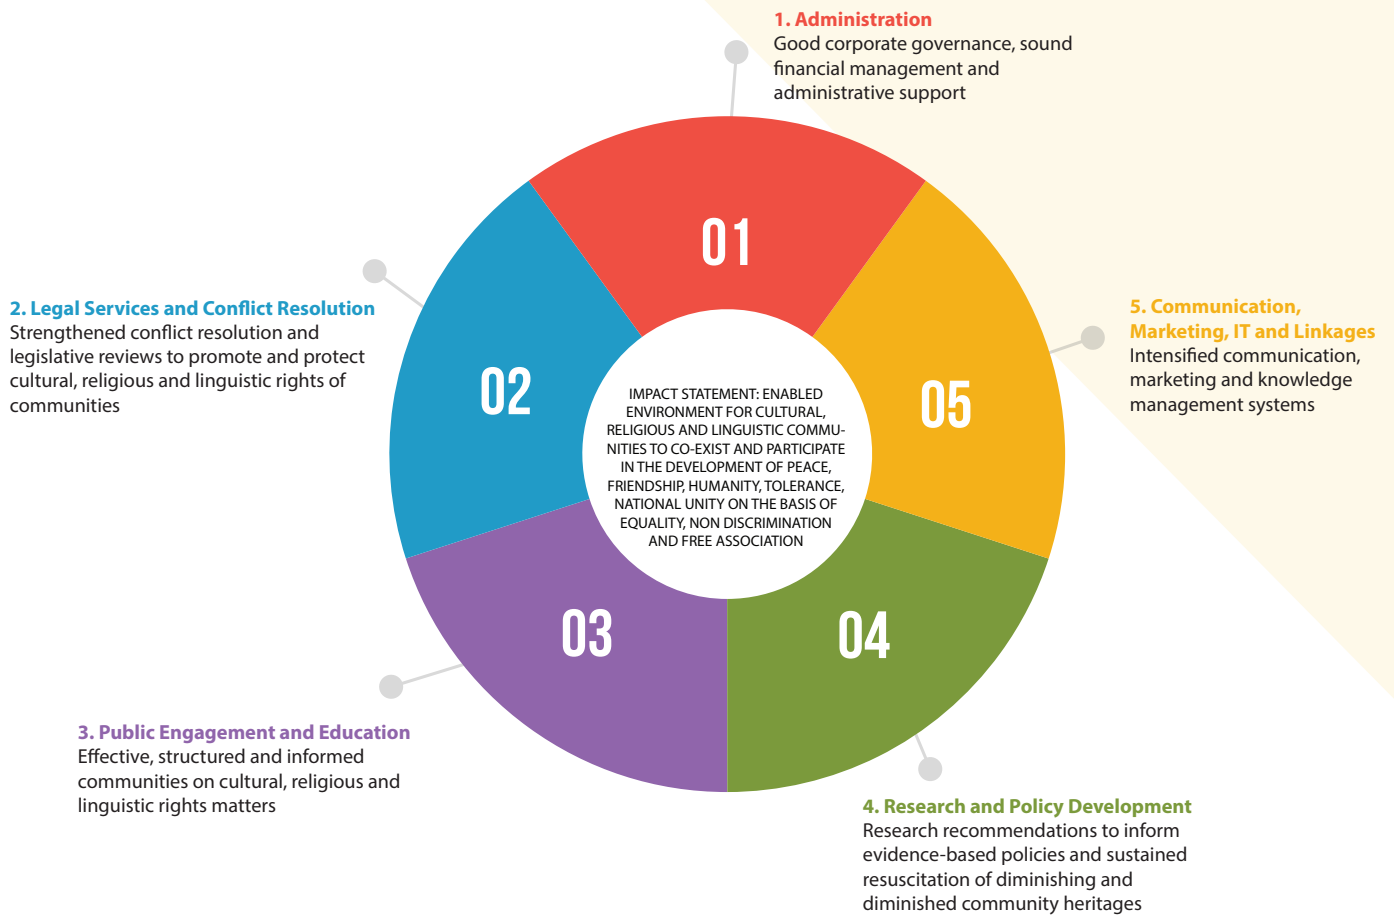 1. Administration
Good corporate governance, sound
financial management and
administrative support
01
2. Legal Services and Conflict Resolution
Strengthened conflict resolution and
legislative reviews to promote and protect
cultural, religious and linguistic rights of
communities
02
5. Communication,
Marketing, IT and Linkages
Intensified communication,
marketing and knowledge
management systems
05
IMPACT STATEMENT: ENABLED
ENVIRONMENT FOR CULTURAL,
RELIGIOUS AND LINGUISTIC COMMU-
NITIES TO CO-EXIST AND PARTICIPATE
IN THE DEVELOPMENT OF PEACE,
FRIENDSHIP, HUMANITY, TOLERANCE,
NATIONAL UNITY ON THE BASIS OF
EQUALITY, NON DISCRIMINATION
AND FREE ASSOCIATION
03
04
3. Public Engagement and Education
Effective, structured and informed
communities on cultural, religious and
linguistic rights matters
4. Research and Policy Development
Research recommendations to inform
evidence-based policies and sustained
resuscitation of diminishing and
diminished community heritages